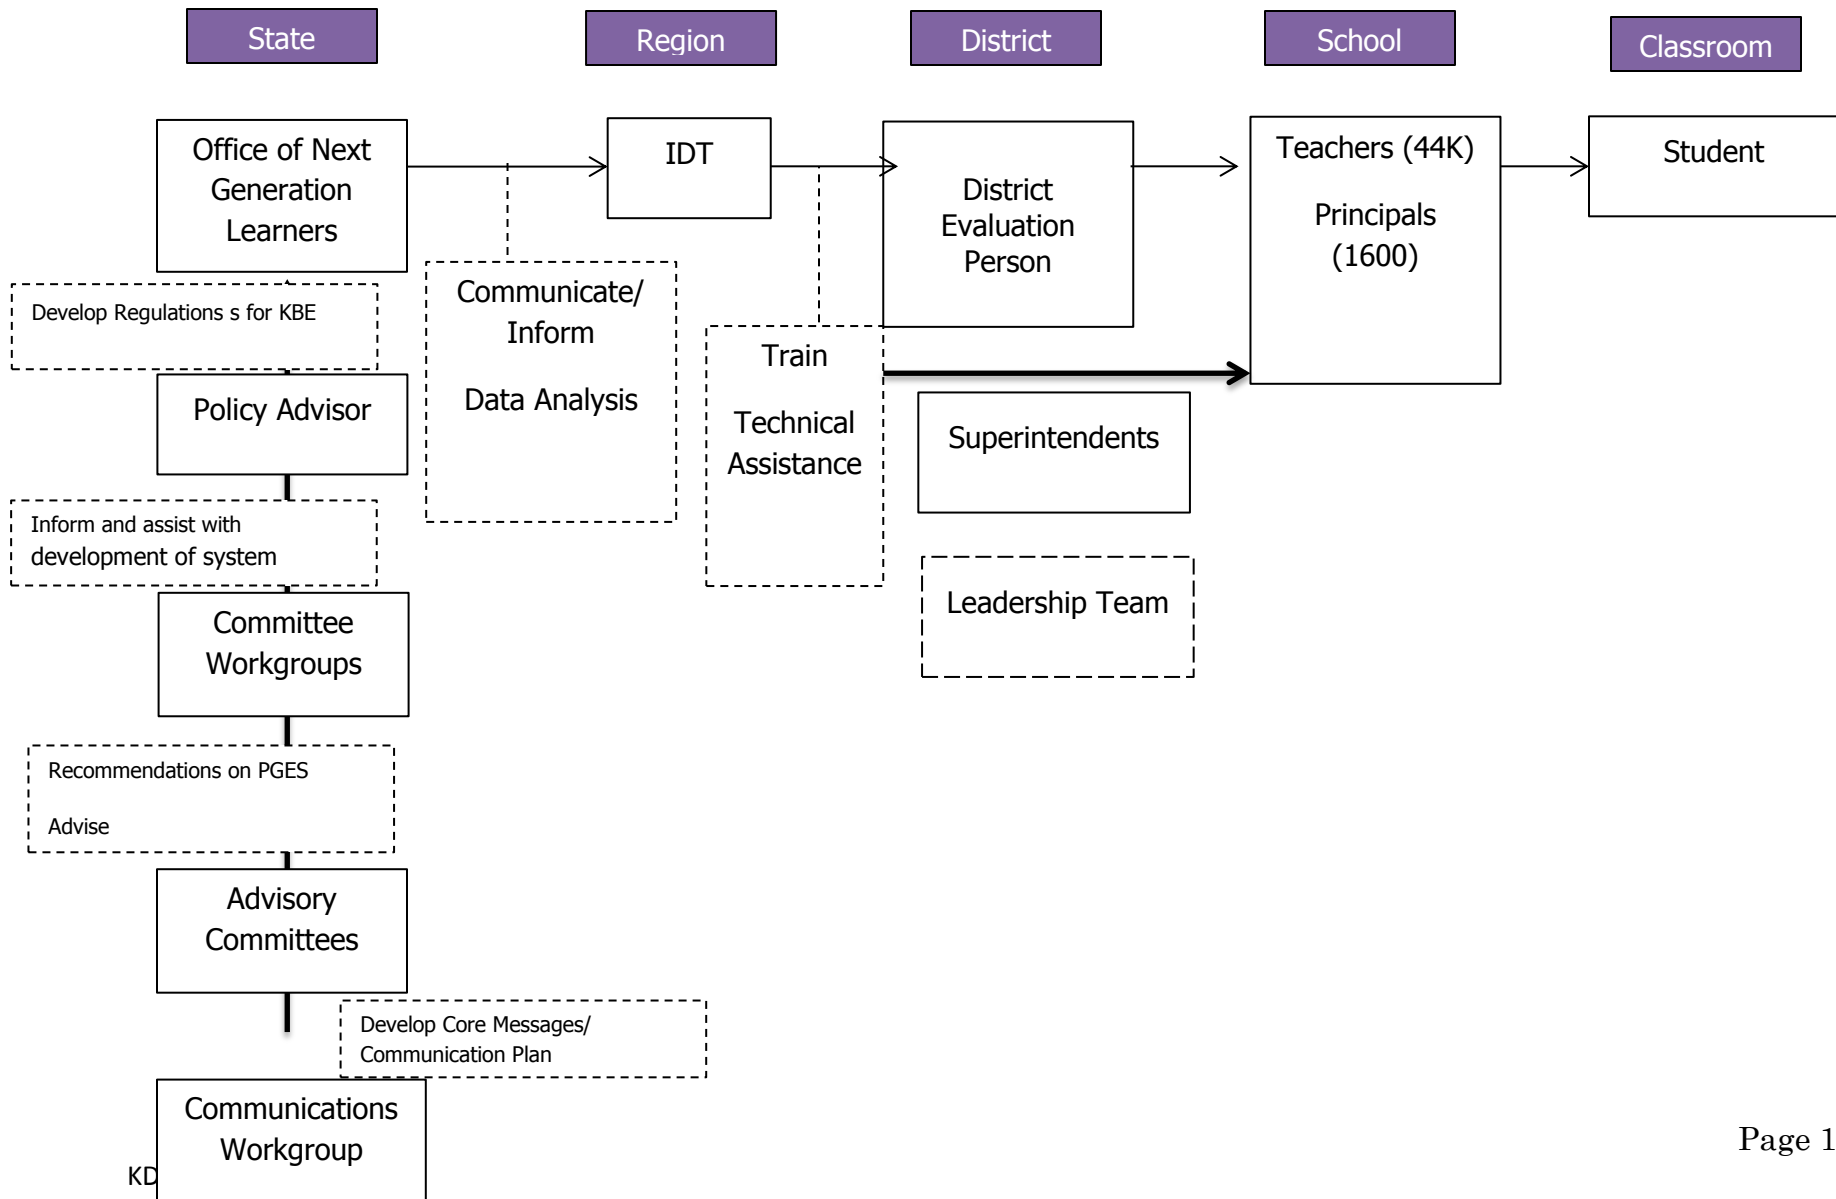 State
Region
District
School
Classroom
Office of Next
Generation
Learners
IDT
District
Evaluation
Person
Teachers (44K)
Principals
(1600)
Student
Develop Regulations s for KBE
Communicate/
Inform
Data Analysis
Train
Technical
Assistance
Policy Advisor
Superintendents
Inform and assist with
development of system
Leadership Team
Committee
Workgroups
Recommendations on PGES
Advise
Advisory
Committees
Develop Core Messages/
Communication Plan
Communications
Workgroup
KD
Page 1